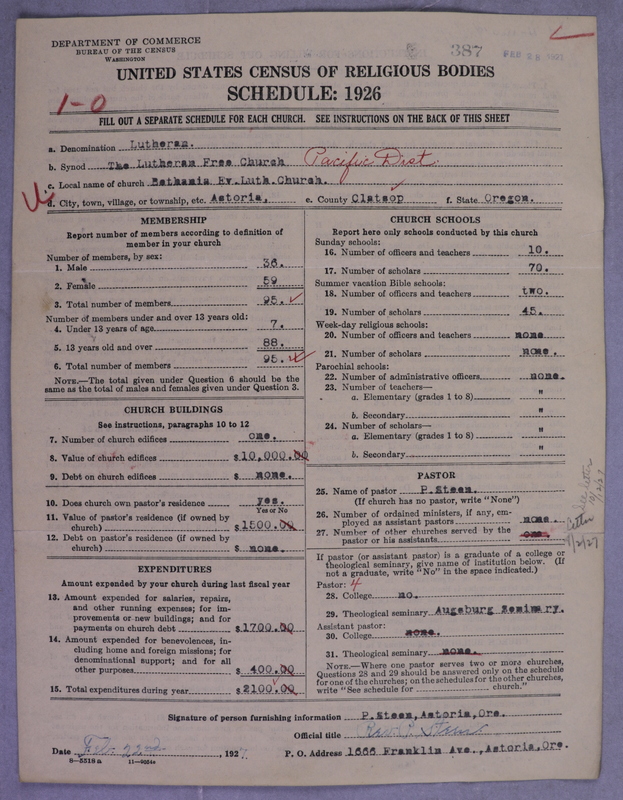 DEPARTMENT OF COMMERCE
BUREAU OF THE CENSUS
WASHINGTON
387
UNITED STATES CENSUS OF RELIGIOUS BODIES
SCHEDULE: 1926
1-0
FILL OUT A SEPARATE SCHEDULE FOR EACH CHURCH. SEE INSTRUCTIONS ON THE BACK OF THIS SHEET
a. Denomination Lutheran.
b. Synod The Lutheran Free Church Pacific Dist.
c. Local name of church Bethania Ev.Luth.Church.
d. City, town, village, or township, etc. Astoria, e. County Clatsop f. State Oregon.
MEMBERSHIP
Report number of members according to definition of
member in your church
Number of members, by sex:
1. Male 36.
2. Female 59
3. Total number of members 95.
Number of members under and over 13 years old:
4. Under 13 years of age 7.
5. 13 years old and over 88.
6. Total number of members 95.
NOTE.—The total given under Question 6 should be the
same as the total of males and females given under Question 3.
CHURCH BUILDINGS
See instructions, paragraphs 10 to 12
7. Number of church edifices one.
8. Value of church edifices $10,000.00
9. Debt on church edifices $ none.
10. Does church own pastor's residence yes.
Yes or No
11. Value of pastor's residence (if owned by
church) $1500.00
12. Debt on pastor's residence (if owned by
church) $ none.
EXPENDITURES
Amount expended by your church during last fiscal year
13. Amount expended for salaries, repairs,
and other running expenses; for im-
provements or new buildings; and for
payments on church debt $1700.00
14. Amount expended for benevolences, in-
cluding home and foreign missions; for
denominational support; and for all
other purposes $ 400.00
15. Total expenditures during year $2100.00
CHURCH SCHOOLS
Report here only schools conducted by this church
Sunday schools:
16. Number of officers and teachers 10.
17. Number of scholars 70.
Summer vacation Bible schools:
18. Number of officers and teachers two.
19. Number of scholars 45.
Week-day religious schools:
20. Number of officers and teachers none
21. Number of scholars none.
Parochial schools:
22. Number of administrative officers none.
23. Number of teachers—
a. Elementary (grades 1 to 8) "
b. Secondary "
24. Number of scholars—
a. Elementary (grades 1 to 8) "
b. Secondary "
PASTOR
25. Name of pastor P.Steen.
(If church has no pastor, write "None")
26. Number of ordained ministers, if any, em-
ployed as assistant pastors none.
27. Number of other churches served by the
pastor or his assistants one.
See letter
Letter
If pastor (or assistant pastor) is a graduate of a college or
theological seminary, give name of institution below. (If
not a graduate, write "No" in the space indicated.)
Pastor: 4
28. College no.
29. Theological seminary Augsburg Seminary.
Assistant pastor:
30. College none.
31. Theological seminary none.
NOTE.—Where one pastor serves two or more churches,
Questions 28 and 29 should be answered only on the schedule
for one of the churches; on the schedules for the other churches,
write "See schedule for church."
Signature of person furnishing information P.Steen,Astoria,Ore.
Official title Rev. P. Steen
Date Feb. 22nd, 1927. P. O. Address 1666 Franklin Ave.,Astoria,Ore.
8-5318 a 11-9024a